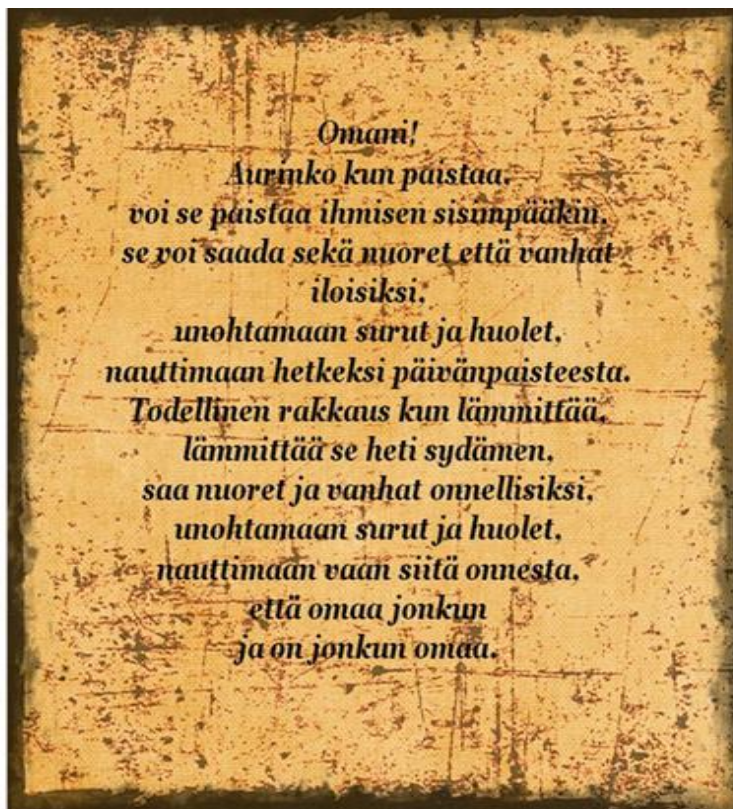 Omani!
Aurinko kun paistaa,
voi se paistaa ihmisen sisimpääkin,
se voi saada sekä nuoret että vanhat
iloisiksi,
unohtamaan surut ja huolet,
nauttimaan hetkeksi päivänpaisteesta.
Todellinen rakkaus kun lämmittää,
lämmittää se heti sydämen,
saa nuoret ja vanhat onnellisiksi,
unohtamaan surut ja huolet,
nauttimaan vaan siitä onnesta,
että omaa jonkun
ja on jonkun omaa.